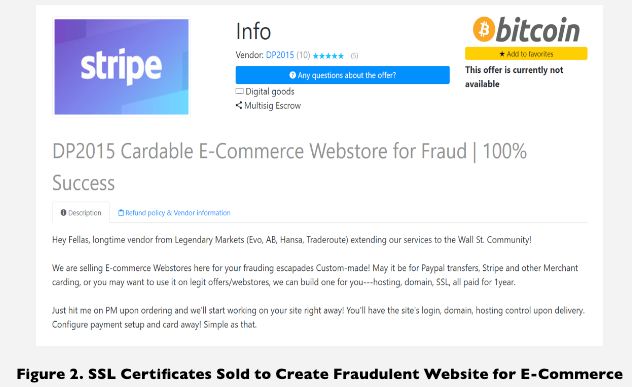 stripe
Info
Vendor: DP2015 (10) ★★★★★ (5)
Any questions about the offer?
Digital goods
Multisig Escrow
bitcoin
★ Add to favorites
This offer is currently not
available
DP2015 Cardable E-Commerce Webstore for Fraud | 100%
Success
Description
Refund policy & Vendor information
Hey Fellas, longtime vendor from Legendary Markets (Evo, AB, Hansa, Traderoute) extending our services to the Wall St. Community!
We are selling E-commerce Webstores here for your frauding escapades Custom-made! May it be for Paypal transfers, Stripe and other Merchant
carding, or you may want to use it on legit offers/webstores, we can build one for you---hosting, domain, SSL, all paid for 1year.
Just hit me on PM upon ordering and we'll start working on your site right away! You'll have the site's login, domain, hosting control upon delivery.
Configure payment setup and card away! Simple as that.
Figure 2. SSL Certificates Sold to Create Fraudulent Website for E-Commerce